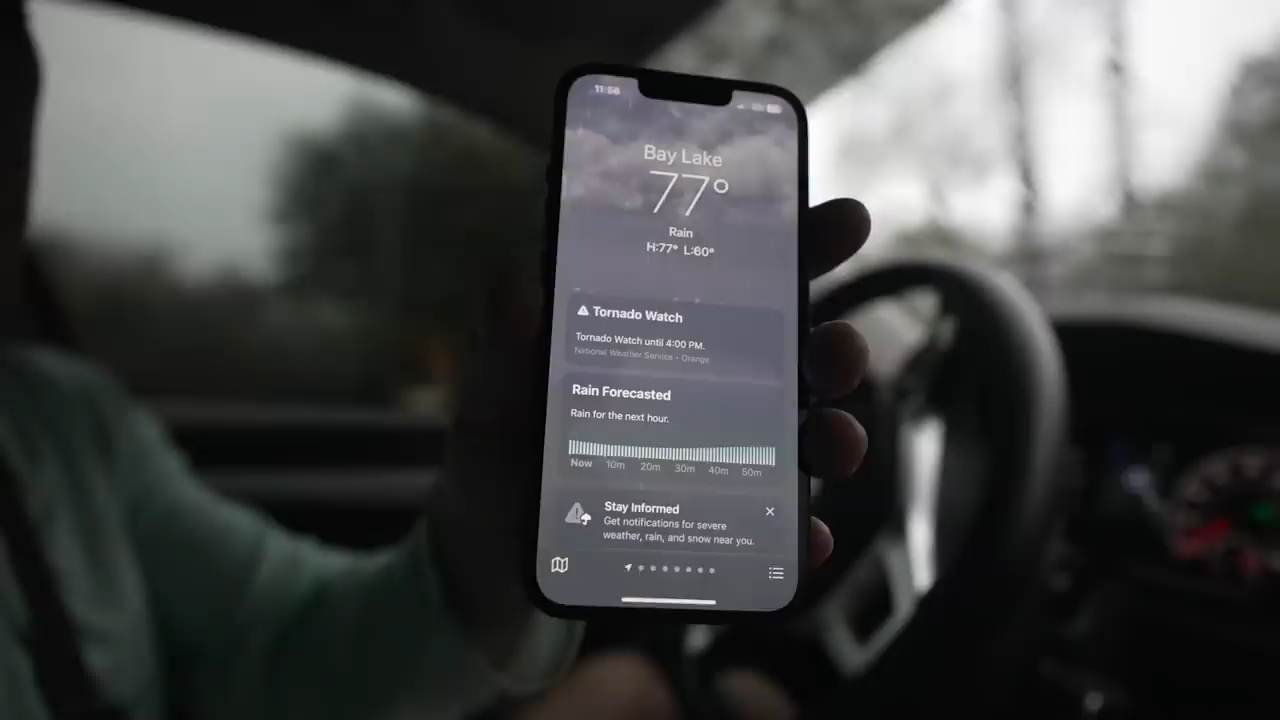 11:56
Bay Lake
77°
Rain
H:77° L:60°
Tornado Watch
Tornado Watch until 4:00 PM.
National Weather Service • Orange
Rain Forecasted
Rain for the next hour.
Now 10m 20m 30m 40m 50m
Stay Informed
Get notifications for severe
weather, rain, and snow near you.